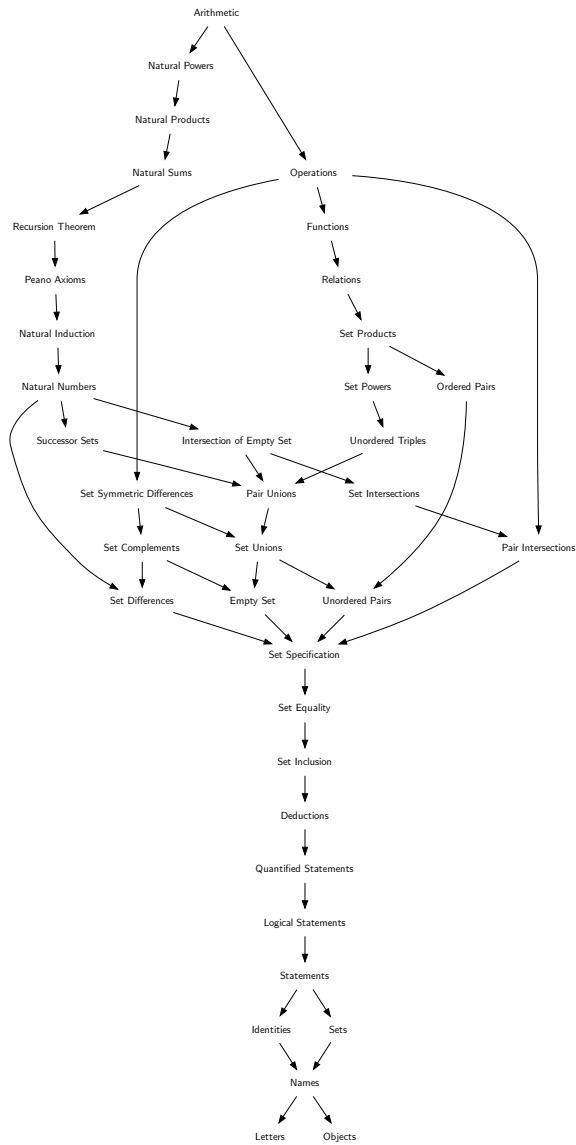 Arithmetic
Natural Powers
Natural Products
Natural Sums
Operations
Recursion Theorem
Functions
Peano Axioms
Relations
Natural Induction
Set Products
Natural Numbers
Set Powers
Ordered Pairs
Successor Sets
Intersection of Empty Set
Unordered Triples
Set Symmetric Differences
Pair Unions
Set Intersections
Set Complements
Set Unions
Pair Intersections
Set Differences
Empty Set
Unordered Pairs
Set Specification
Set Equality
Set Inclusion
Deductions
Quantified Statements
Logical Statements
Statements
Identities
Sets
Names
Letters
Objects